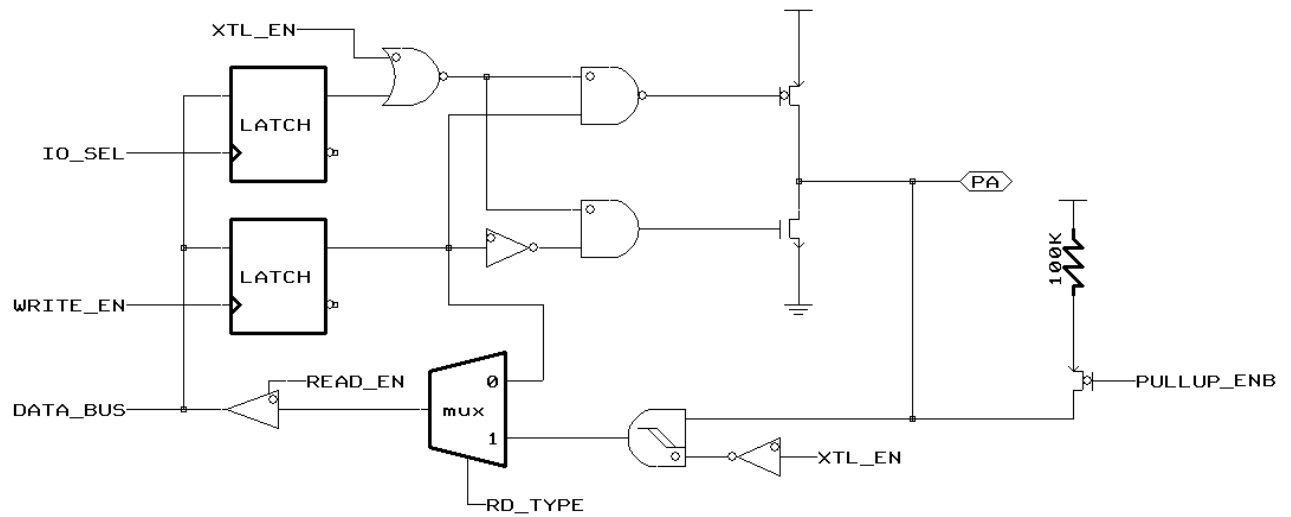 XTL_EN
LATCH
IO_SEL
PA
100K
LATCH
WRITE_EN
READ_EN
0
PULLUP_ENB
DATA_BUS
mux
1
XTL_EN
RD_TYPE